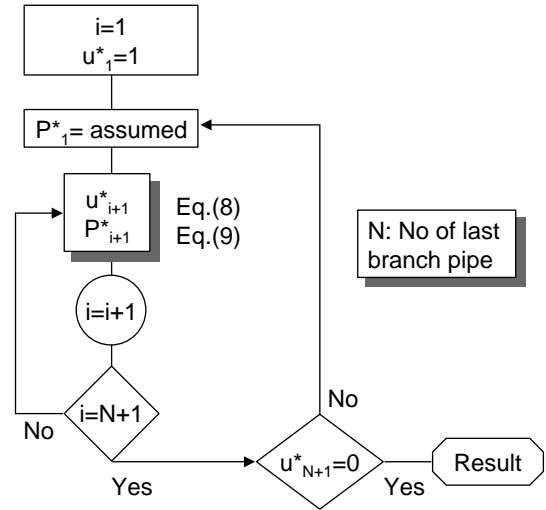 i=1
u*₁=1
P*₁= assumed
u*ᵢ₊₁
P*ᵢ₊₁
Eq.(8)
Eq.(9)
N: No of last
branch pipe
i=i+1
i=N+1
No
Yes
No
u*_{N+1}=0
Yes
Result